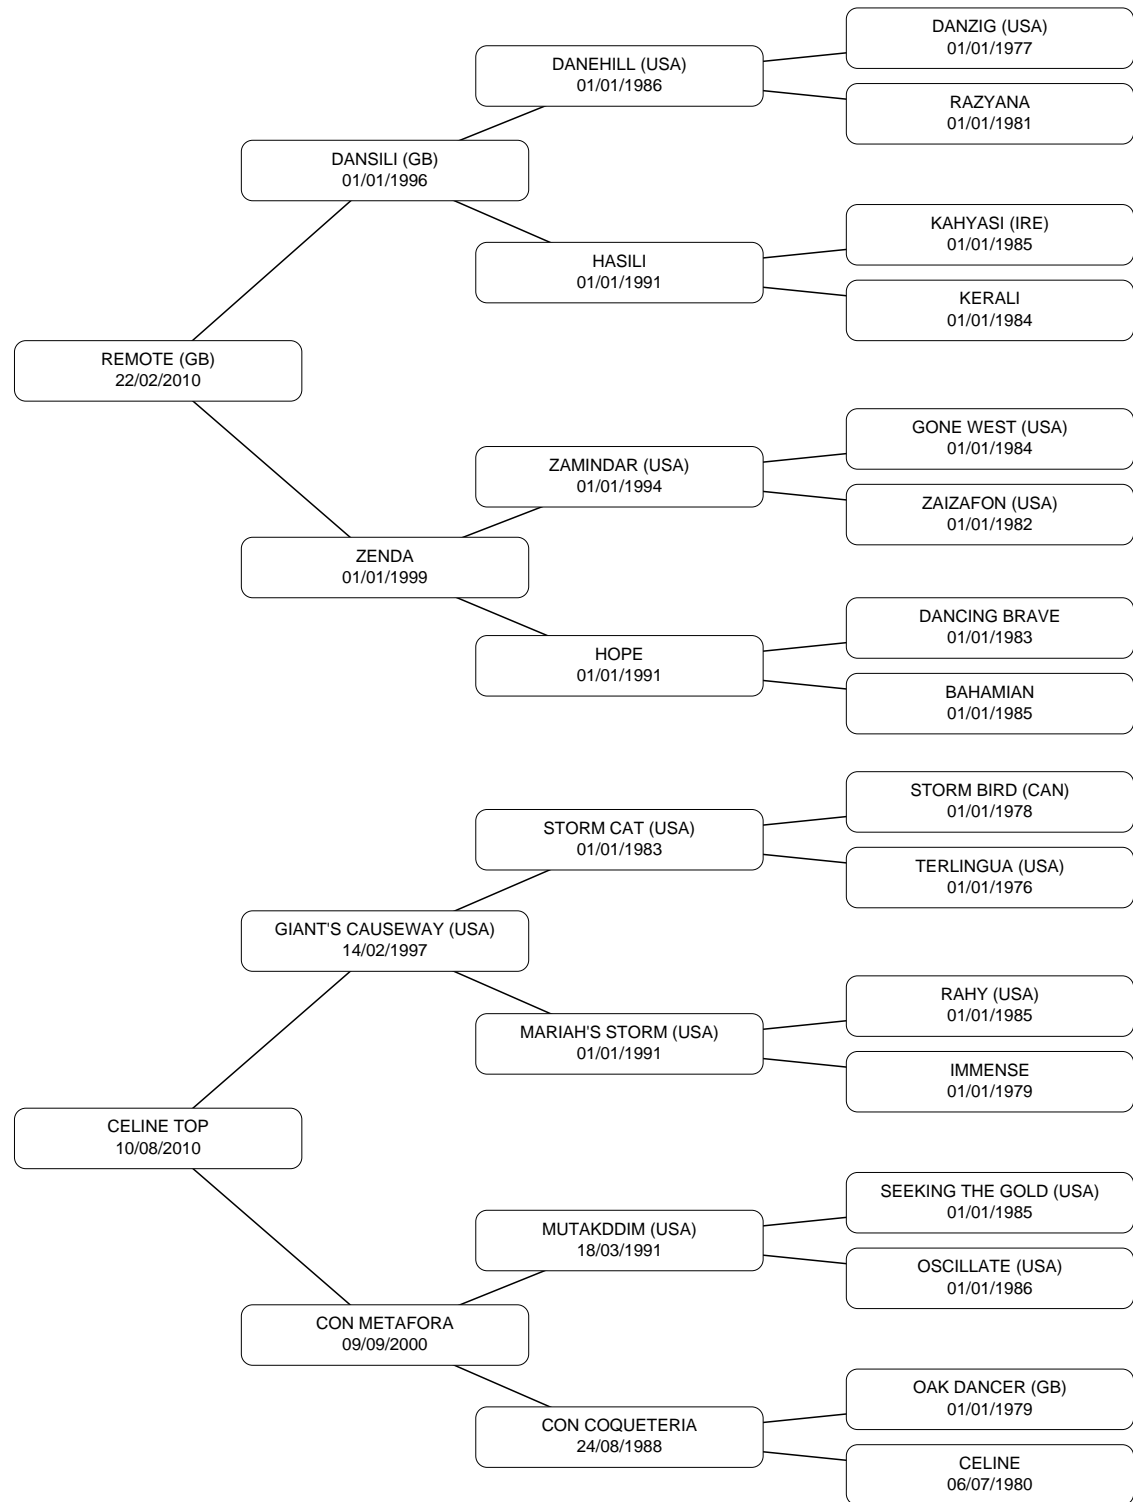 DANZIG (USA)
01/01/1977
DANEHILL (USA)
01/01/1986
RAZYANA
01/01/1981
DANSILI (GB)
01/01/1996
KAHYASI (IRE)
01/01/1985
HASILI
01/01/1991
KERALI
01/01/1984
REMOTE (GB)
22/02/2010
GONE WEST (USA)
01/01/1984
ZAMINDAR (USA)
01/01/1994
ZAIZAFON (USA)
01/01/1982
ZENDA
01/01/1999
DANCING BRAVE
01/01/1983
HOPE
01/01/1991
BAHAMIAN
01/01/1985
STORM BIRD (CAN)
01/01/1978
STORM CAT (USA)
01/01/1983
TERLINGUA (USA)
01/01/1976
GIANT'S CAUSEWAY (USA)
14/02/1997
RAHY (USA)
01/01/1985
MARIAH'S STORM (USA)
01/01/1991
IMMENSE
01/01/1979
CELINE TOP
10/08/2010
SEEKING THE GOLD (USA)
01/01/1985
MUTAKDDIM (USA)
18/03/1991
OSCILLATE (USA)
01/01/1986
CON METAFORA
09/09/2000
OAK DANCER (GB)
01/01/1979
CON COQUETERIA
24/08/1988
CELINE
06/07/1980